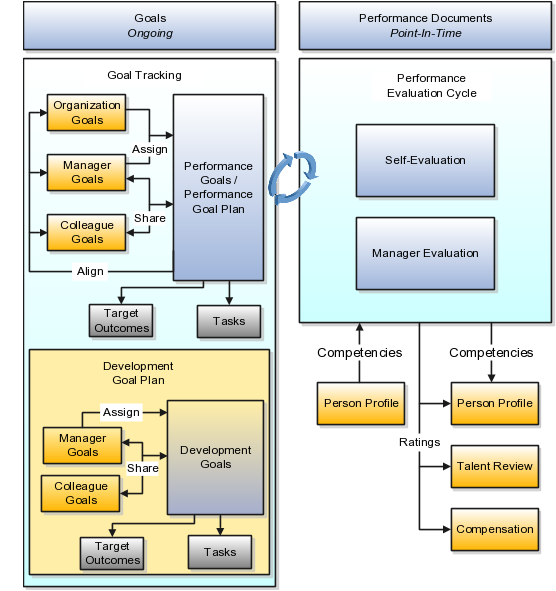 Goals
Ongoing
Performance Documents
Point-In-Time
Goal Tracking
Organization
Goals
Assign
Manager
Goals
Share
Colleague
Goals
Align
Performance
Goals /
Performance
Goal Plan
Target
Outcomes
Tasks
Development
Goal Plan
Assign
Manager
Goals
Share
Colleague
Goals
Development
Goals
Target
Outcomes
Tasks
Performance
Evaluation Cycle
Self-Evaluation
Manager Evaluation
Competencies
Competencies
Person Profile
Person Profile
Ratings
Talent Review
Compensation